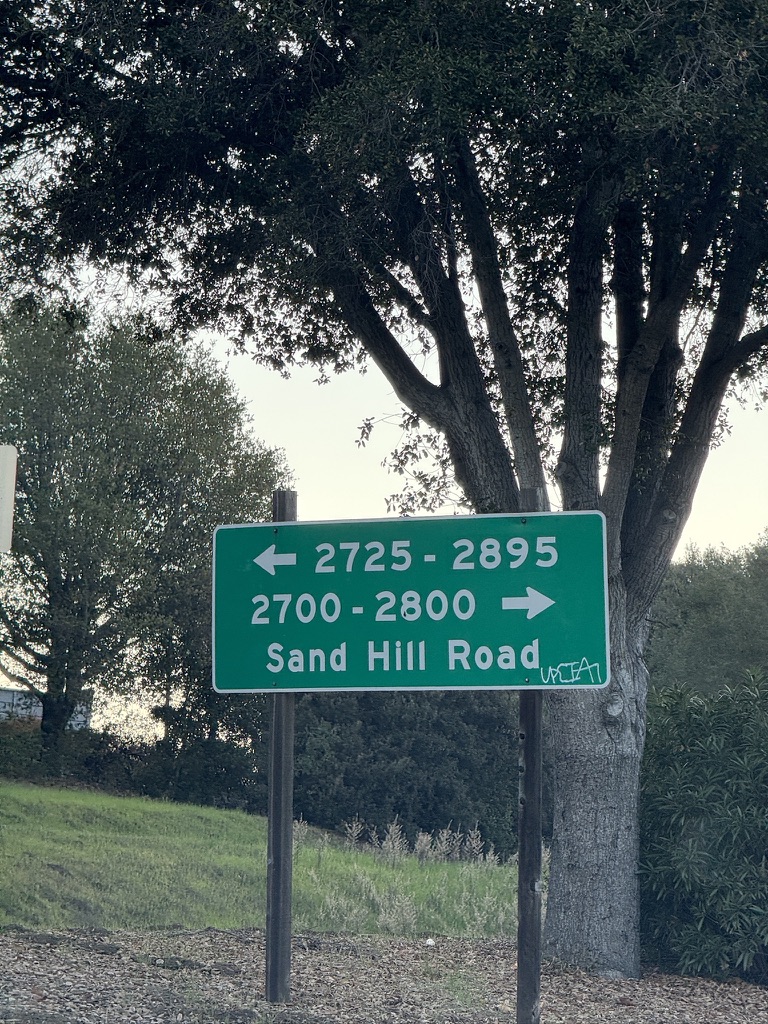 ← 2725 - 2895
2700 - 2800 →
Sand Hill Road